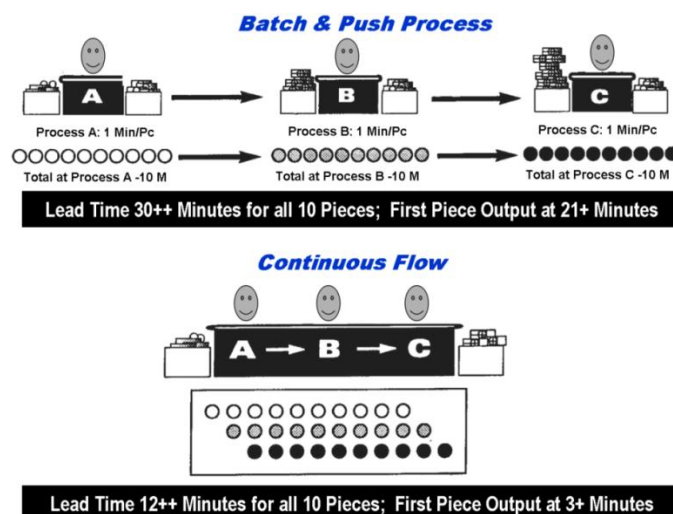 Batch & Push Process
A
B
C
Process A: 1 Min/Pc
Process B: 1 Min/Pc
Process C: 1 Min/Pc
Total at Process A -10 M
Total at Process B -10 M
Total at Process C -10 M
Lead Time 30++ Minutes for all 10 Pieces; First Piece Output at 21+ Minutes
Continuous Flow
A B C
Lead Time 12++ Minutes for all 10 Pieces; First Piece Output at 3+ Minutes